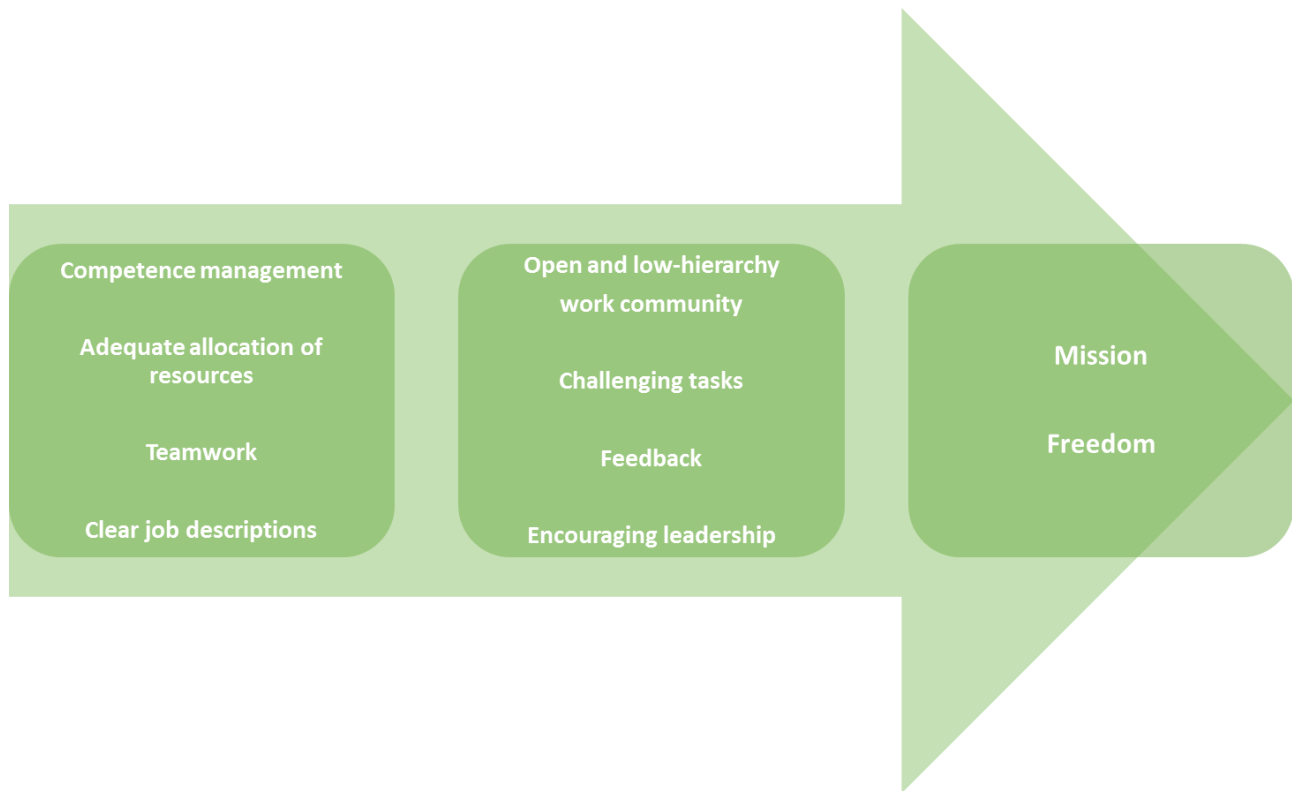 Competence management
Adequate allocation of
resources
Teamwork
Clear job descriptions
Open and low-hierarchy
work community
Challenging tasks
Feedback
Encouraging leadership
Mission
Freedom